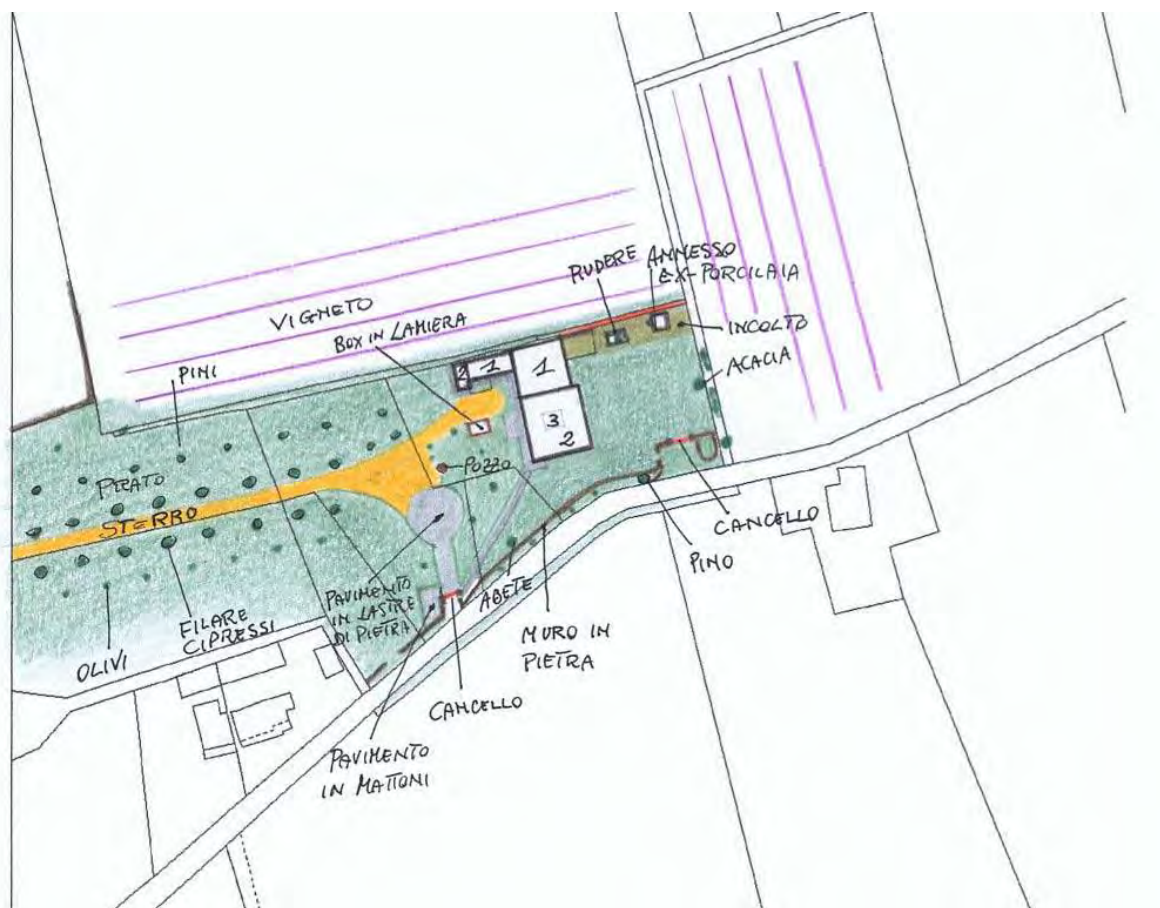 VIGNETO
RUDERE
ANNESSO
EX-PORCILAIA
BOX IN LAMIERA
INCOLTO
PINI
ACACIA
1
1
2
3
2
PRATO
POZZO
STERRO
CANCELLO
PINO
PAVIMENTO
IN LASTRE
DI PIETRA
ABETE
FILARE
CIPRESSI
MURO IN
PIETRA
OLIVI
CANCELLO
PAVIMENTO
IN MATTONI